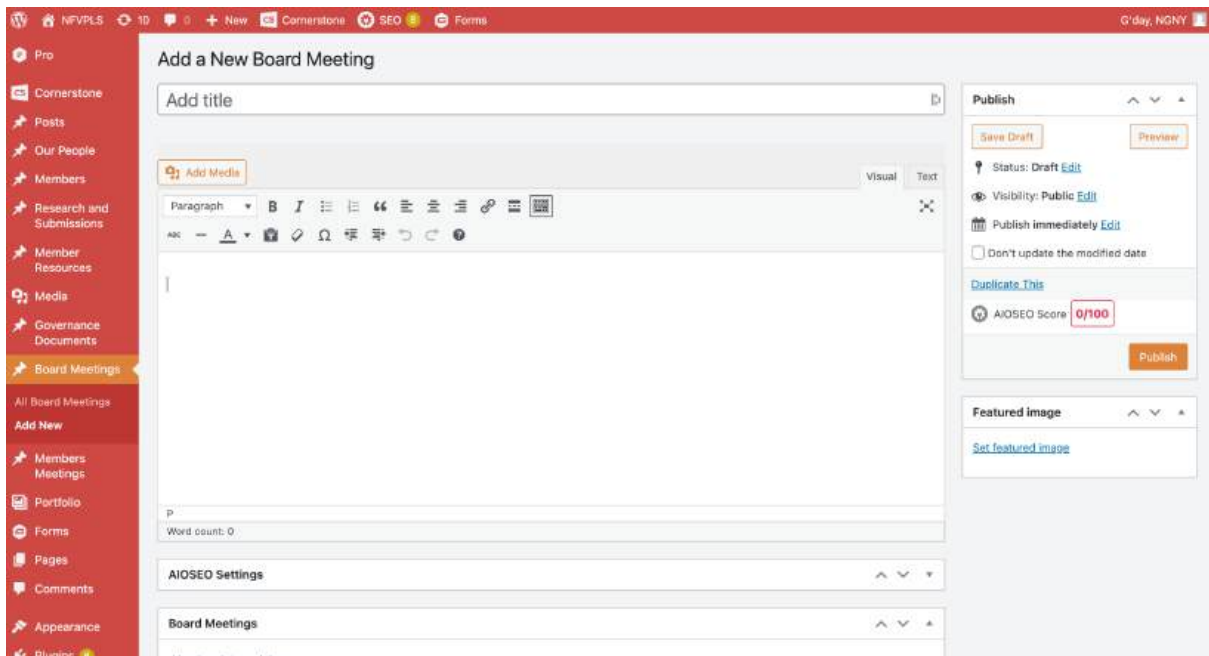 NFVPLS 10 0 + New CS Cornerstone SEO 8 Forms G'day, NGNY
Pro
CS Cornerstone
Posts
Our People
Members
Research and
Submissions
Member
Resources
Media
Governance
Documents
Board Meetings
All Board Meetings
Add New
Members
Meetings
Portfolio
Forms
Pages
Comments
Appearance
Plugins
Add a New Board Meeting
Add title
Add Media
Visual Text
Paragraph B I
ABC A Ω
P
Word count: 0
AIOSEO Settings
Board Meetings
Publish
Save Draft Preview
Status: Draft Edit
Visibility: Public Edit
Publish immediately Edit
Don't update the modified date
Duplicate This
AIOSEO Score 0/100
Publish
Featured image
Set featured image